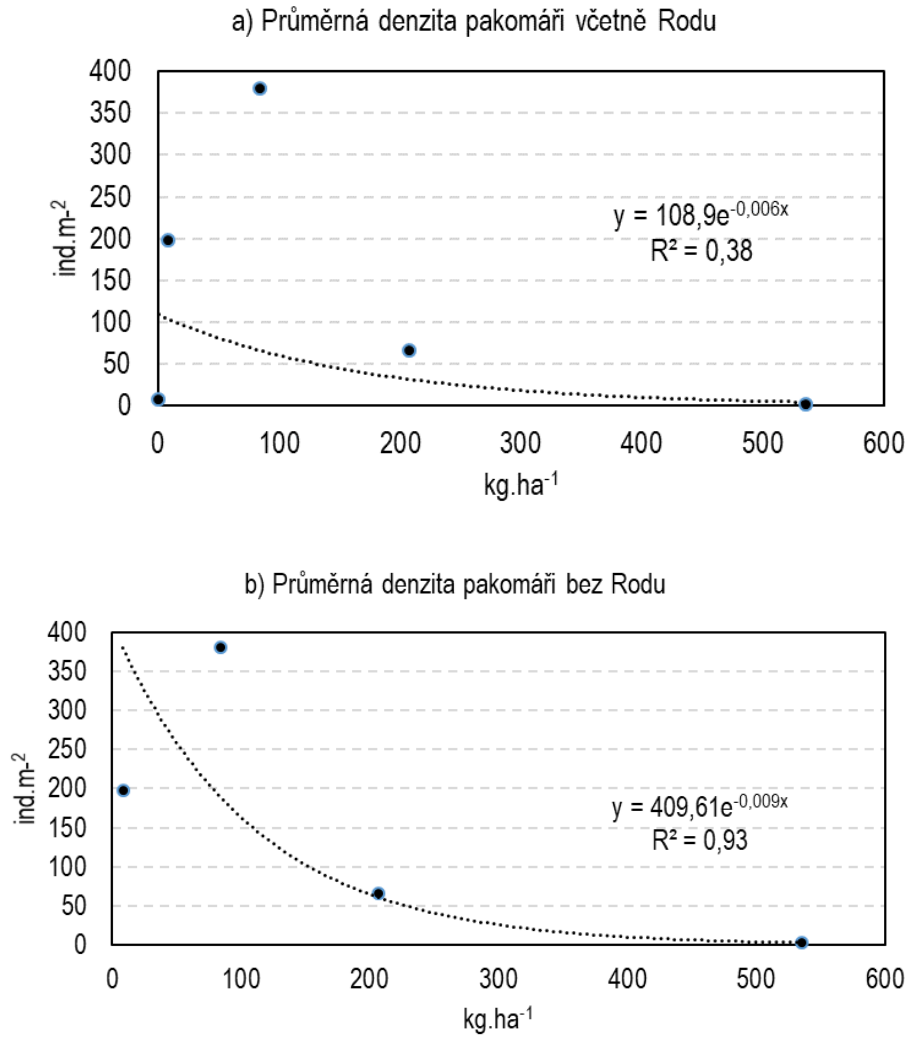 a) Průměrná denzita pakomáři včetně Rodu
400
350
300
250
200
150
100
50
0
ind.m-²
y = 108,9e^-0,006x
R² = 0,38
0 100 200 300 400 500 600
kg.ha⁻¹
b) Průměrná denzita pakomáři bez Rodu
400
350
300
250
200
150
100
50
0
ind.m-²
y = 409,61e^-0,009x
R² = 0,93
0 100 200 300 400 500 600
kg.ha⁻¹